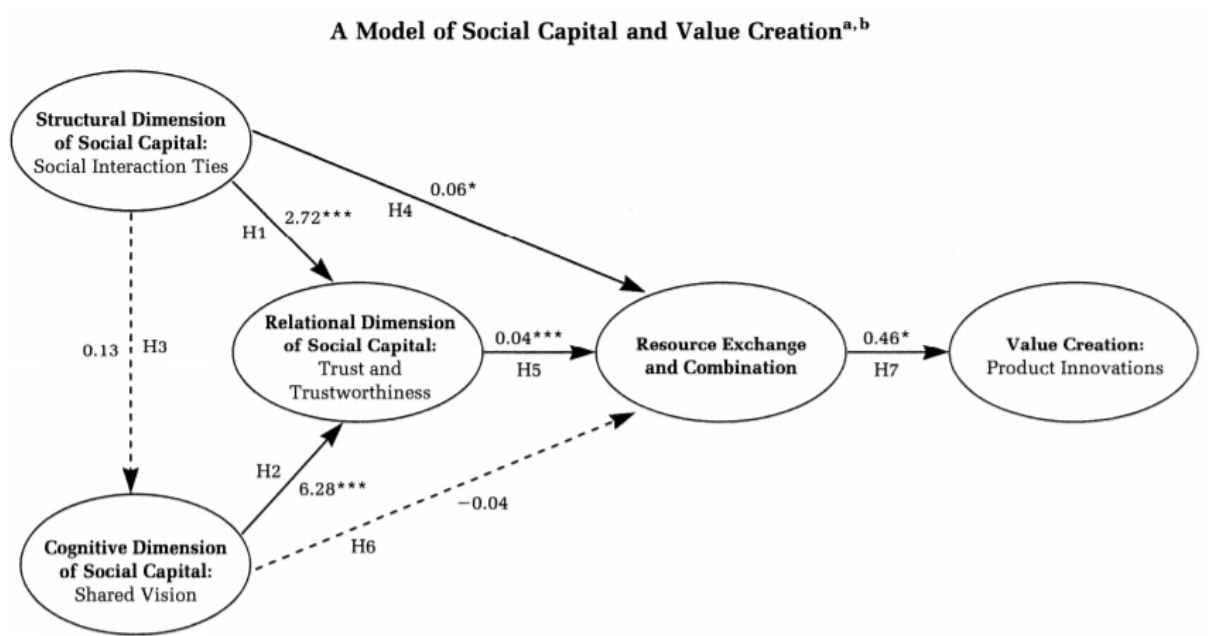 A Model of Social Capital and Value Creationa,b
Structural Dimension
of Social Capital:
Social Interaction Ties
0.06*
H4
2.72***
H1
0.13
H3
Relational Dimension
of Social Capital:
Trust and
Trustworthiness
0.04***
H5
Resource Exchange
and Combination
0.46*
H7
Value Creation:
Product Innovations
H2
6.28***
−0.04
H6
Cognitive Dimension
of Social Capital:
Shared Vision